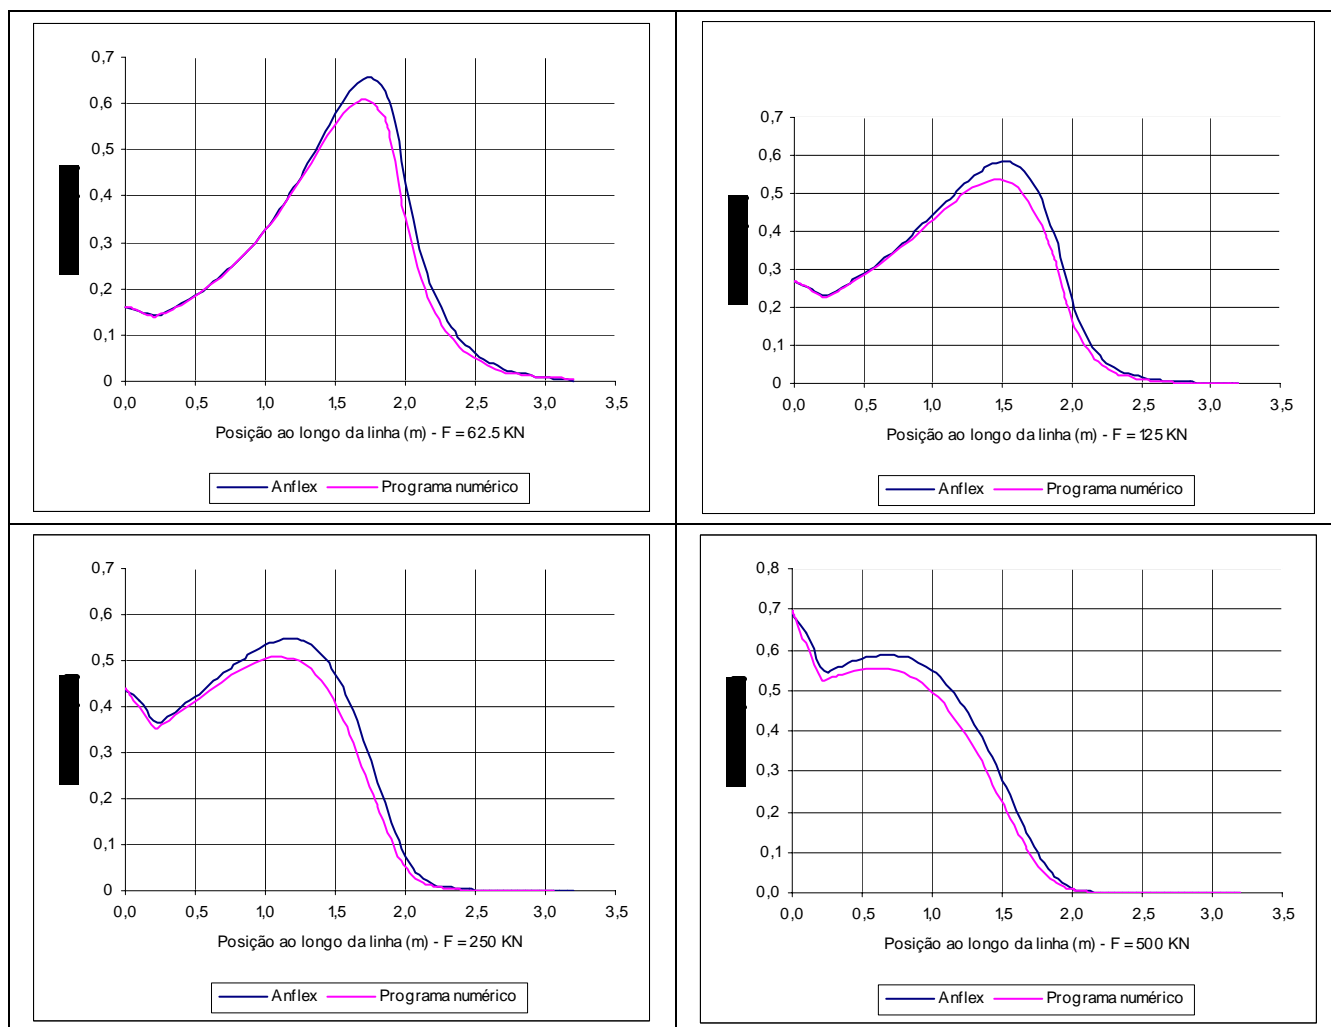 0,7
0,6
0,5
0,4
0,3
0,2
0,1
0
0,0 0,5 1,0 1,5 2,0 2,5 3,0 3,5
Posição ao longo da linha (m) - F = 62.5 KN
Anflex Programa numérico
0,7
0,6
0,5
0,4
0,3
0,2
0,1
0
0,0 0,5 1,0 1,5 2,0 2,5 3,0 3,5
Posição ao longo da linha (m) - F = 125 KN
Anflex Programa numérico
0,7
0,6
0,5
0,4
0,3
0,2
0,1
0
0,0 0,5 1,0 1,5 2,0 2,5 3,0 3,5
Posição ao longo da linha (m) - F = 250 KN
Anflex Programa numérico
0,8
0,7
0,6
0,5
0,4
0,3
0,2
0,1
0,0
0,0 0,5 1,0 1,5 2,0 2,5 3,0 3,5
Posição ao longo da linha (m) - F = 500 KN
Anflex Programa numérico